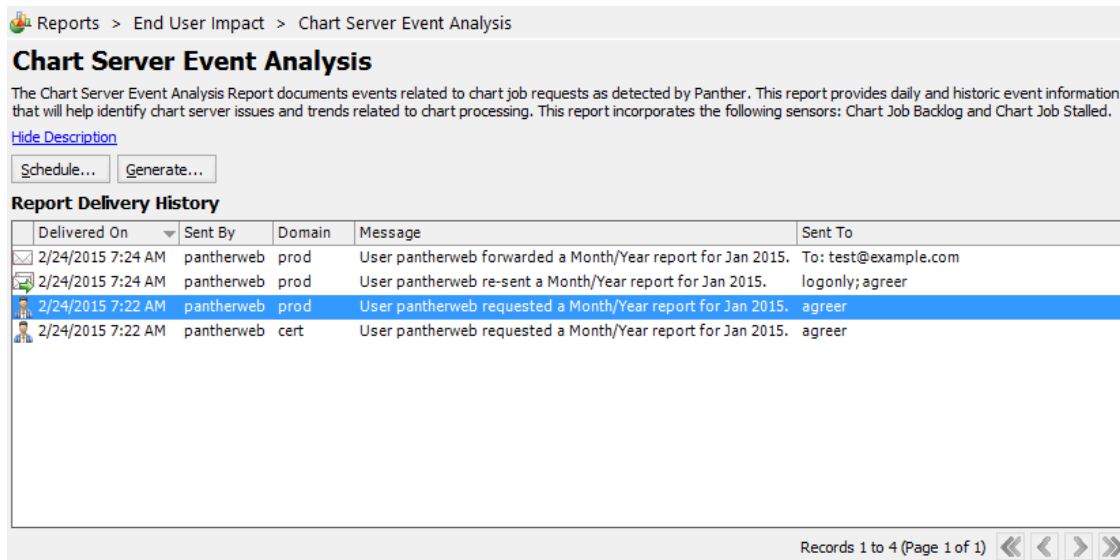 Reports > End User Impact > Chart Server Event Analysis
Chart Server Event Analysis
The Chart Server Event Analysis Report documents events related to chart job requests as detected by Panther. This report provides daily and historic event information
that will help identify chart server issues and trends related to chart processing. This report incorporates the following sensors: Chart Job Backlog and Chart Job Stalled.
Hide Description
Schedule... Generate...
Report Delivery History
Delivered On Sent By Domain Message Sent To
2/24/2015 7:24 AM pantherweb prod User pantherweb forwarded a Month/Year report for Jan 2015. To: test@example.com
2/24/2015 7:24 AM pantherweb prod User pantherweb re-sent a Month/Year report for Jan 2015. logonly; agreer
2/24/2015 7:22 AM pantherweb prod User pantherweb requested a Month/Year report for Jan 2015. agreer
2/24/2015 7:22 AM pantherweb cert User pantherweb requested a Month/Year report for Jan 2015. agreer
Records 1 to 4 (Page 1 of 1)